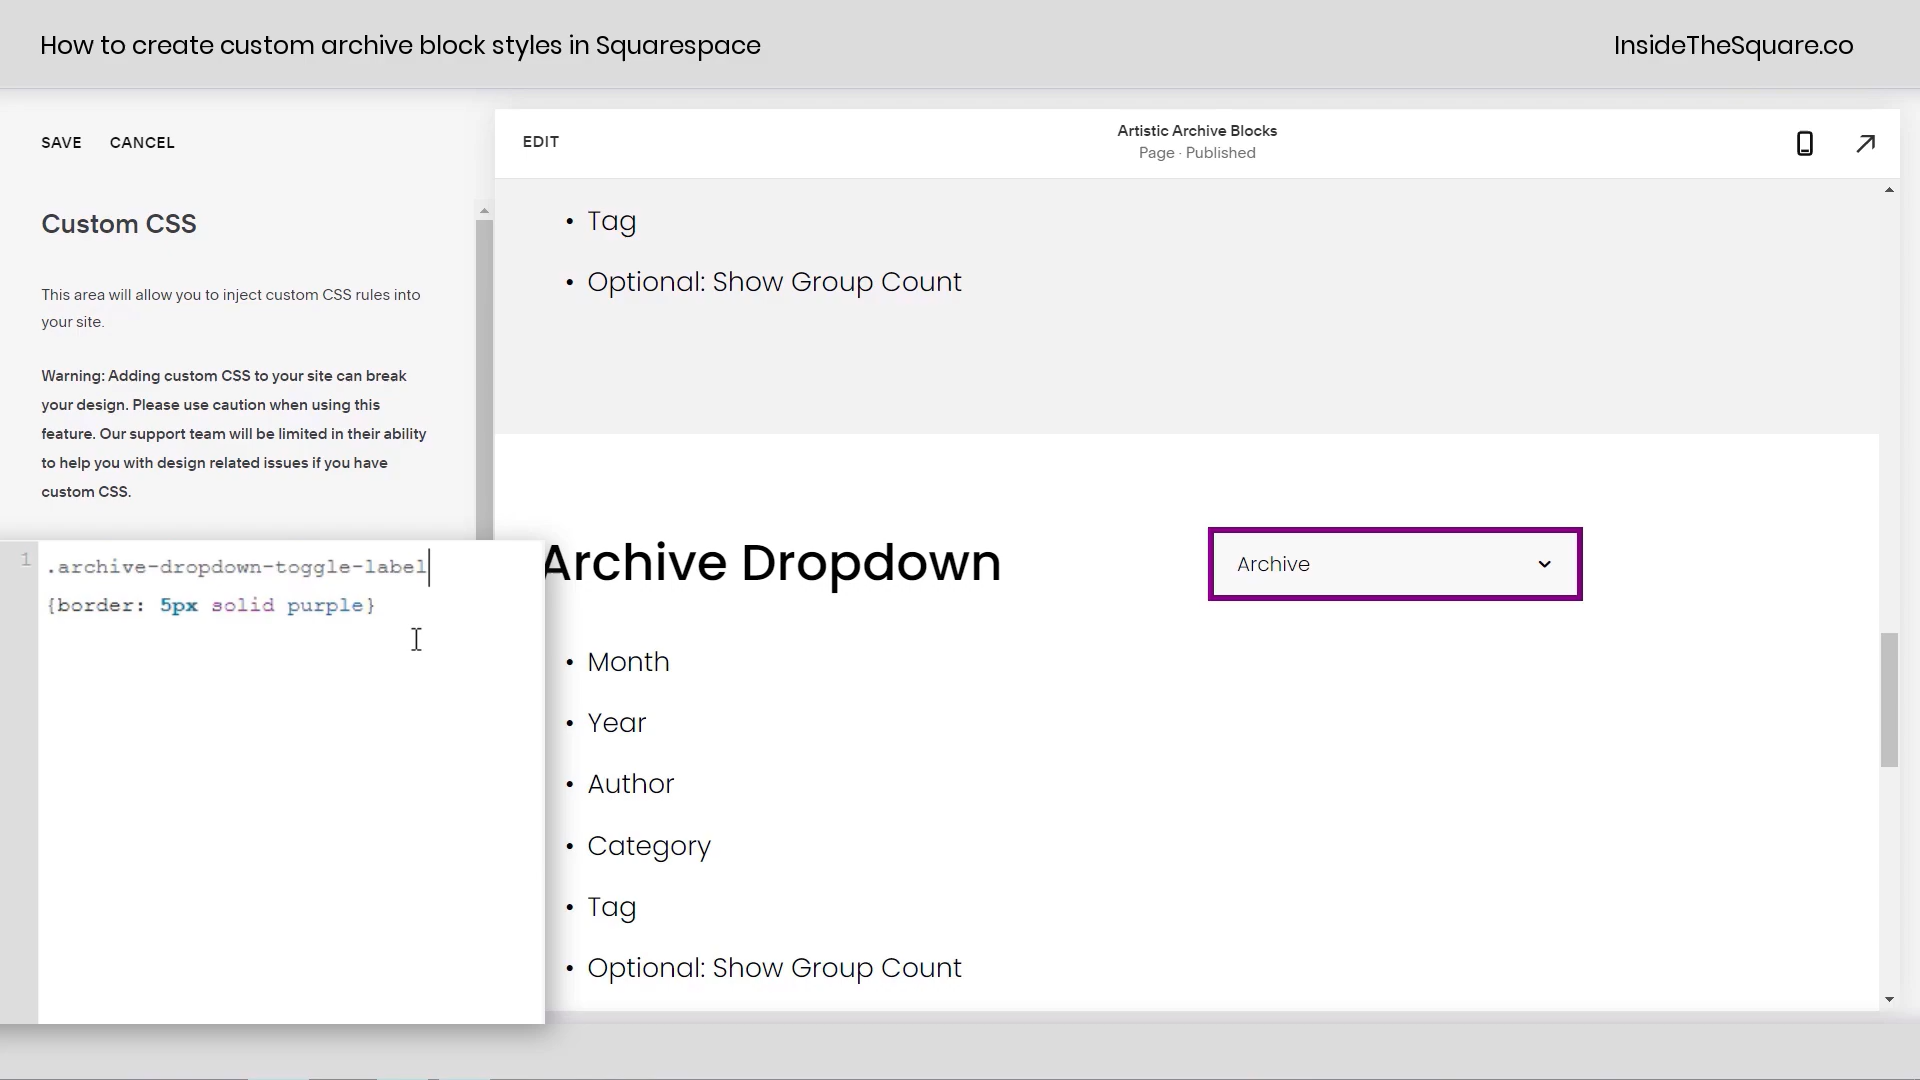 How to create custom archive block styles in Squarespace
InsideTheSquare.co
SAVE CANCEL
Custom CSS
This area will allow you to inject custom CSS rules into
your site.
Warning: Adding custom CSS to your site can break
your design. Please use caution when using this
feature. Our support team will be limited in their ability
to help you with design related issues if you have
custom CSS.
1
.archive-dropdown-toggle-label
{border: 5px solid purple}
EDIT
Artistic Archive Blocks
Page · Published
• Tag
• Optional: Show Group Count
Archive Dropdown
Archive
• Month
• Year
• Author
• Category
• Tag
• Optional: Show Group Count